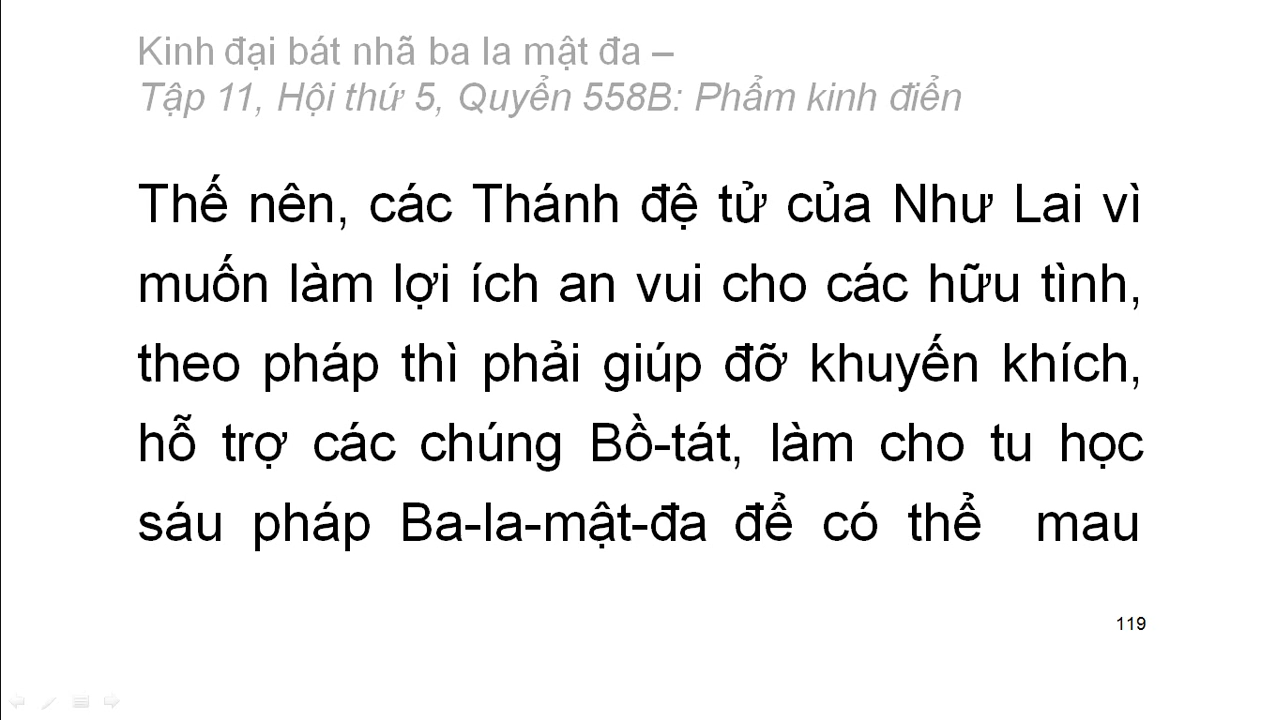 Kinh đại bát nhã ba la mật đa –
Tập 11, Hội thứ 5, Quyển 558B: Phẩm kinh điển
Thế nên, các Thánh đệ tử của Như Lai vì
muốn làm lợi ích an vui cho các hữu tình,
theo pháp thì phải giúp đỡ khuyến khích,
hỗ trợ các chúng Bồ-tát, làm cho tu học
sáu pháp Ba-la-mật-đa để có thể mau
119